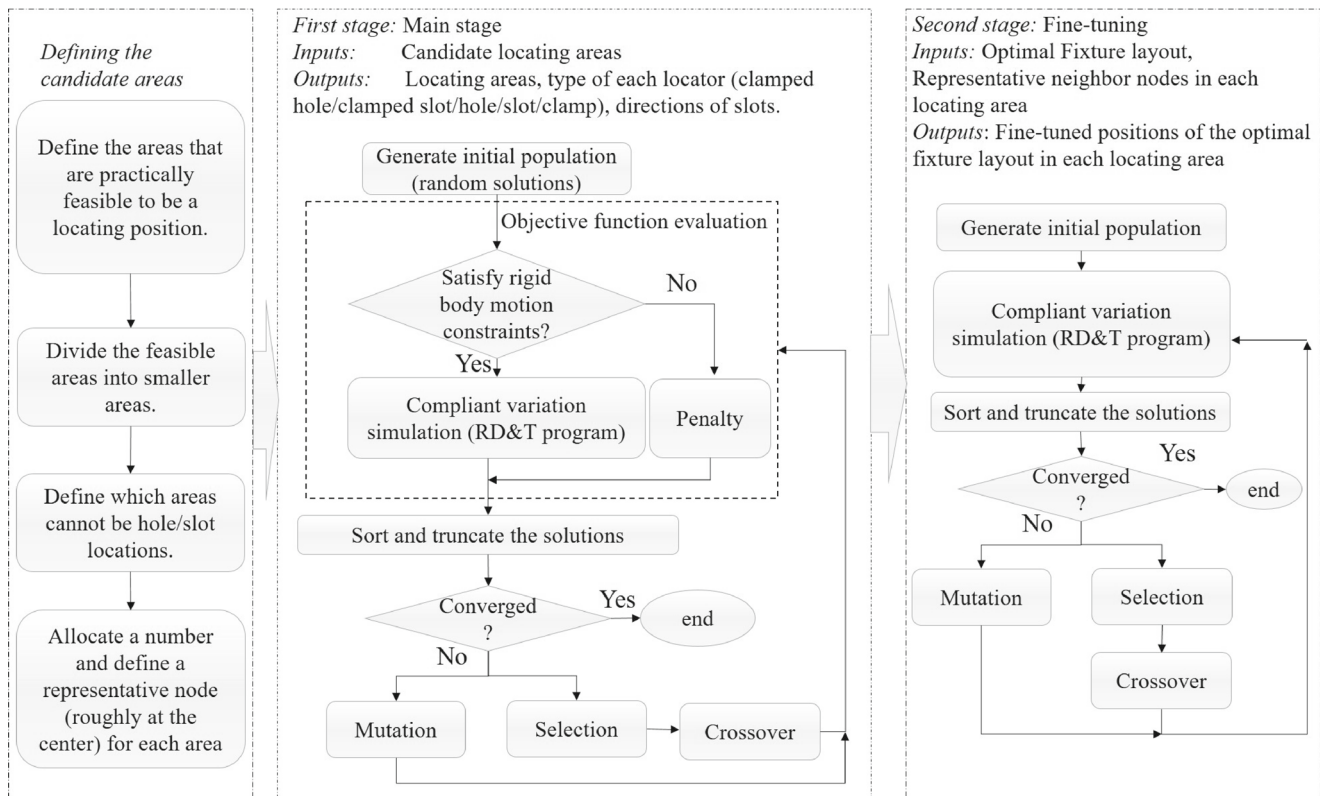 Defining the
candidate areas
Define the areas that
are practically
feasible to be a
locating position.
Divide the feasible
areas into smaller
areas.
Define which areas
cannot be hole/slot
locations.
Allocate a number
and define a
representative node
(roughly at the
center) for each area
First stage: Main stage
Inputs: Candidate locating areas
Outputs: Locating areas, type of each locator (clamped
hole/clamped slot/hole/slot/clamp), directions of slots.
Generate initial population
(random solutions)
Objective function evaluation
Satisfy rigid
body motion
constraints?
No
Yes
Compliant variation
simulation (RD&T program)
Penalty
Sort and truncate the solutions
Converged
?
Yes
end
No
Mutation
Selection
Crossover
Second stage: Fine-tuning
Inputs: Optimal Fixture layout,
Representative neighbor nodes in each
locating area
Outputs: Fine-tuned positions of the optimal
fixture layout in each locating area
Generate initial population
Compliant variation
simulation (RD&T program)
Sort and truncate the solutions
Converged
?
Yes
end
No
Mutation
Selection
Crossover